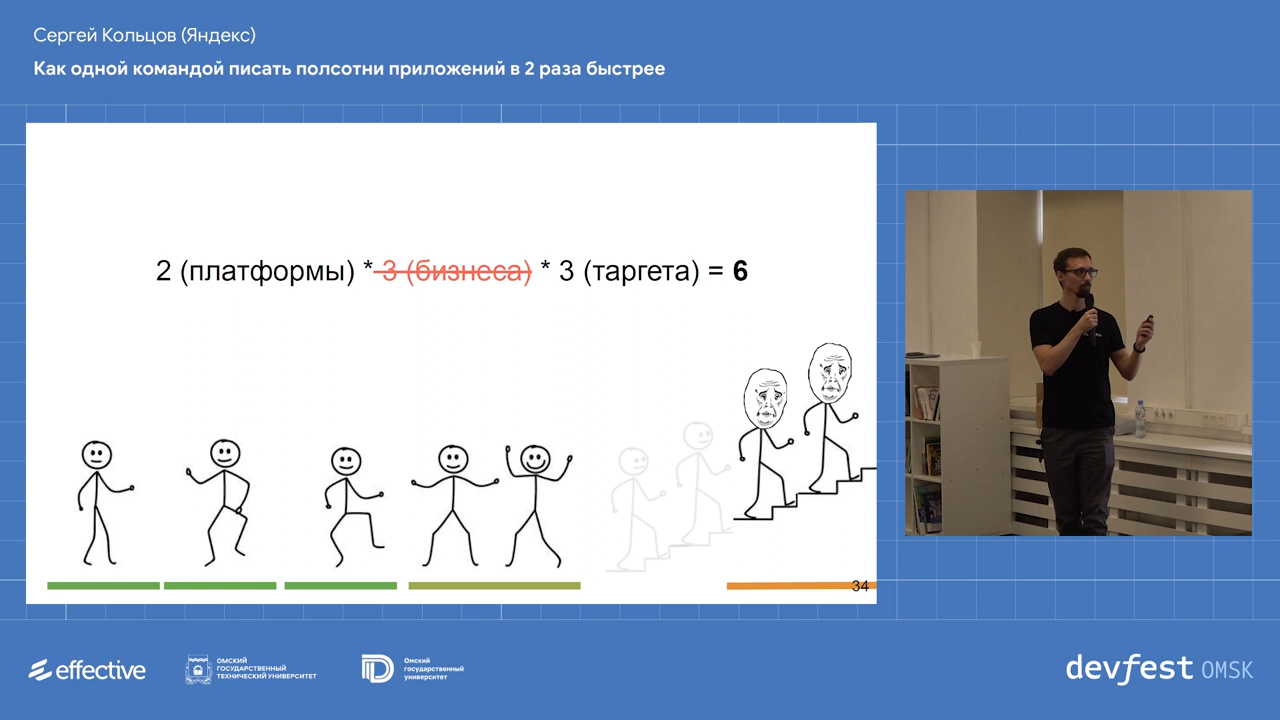 Сергей Кольцов (Яндекс)
Как одной командой писать полсотни приложений в 2 раза быстрее
2 (платформы) * 3 (бизнеса) * 3 (таргета) = 6
34
effective
ОМСКИЙ
ГОСУДАРСТВЕННЫЙ
ТЕХНИЧЕСКИЙ УНИВЕРСИТЕТ
Омский
государственный
университет
devfest OMSK